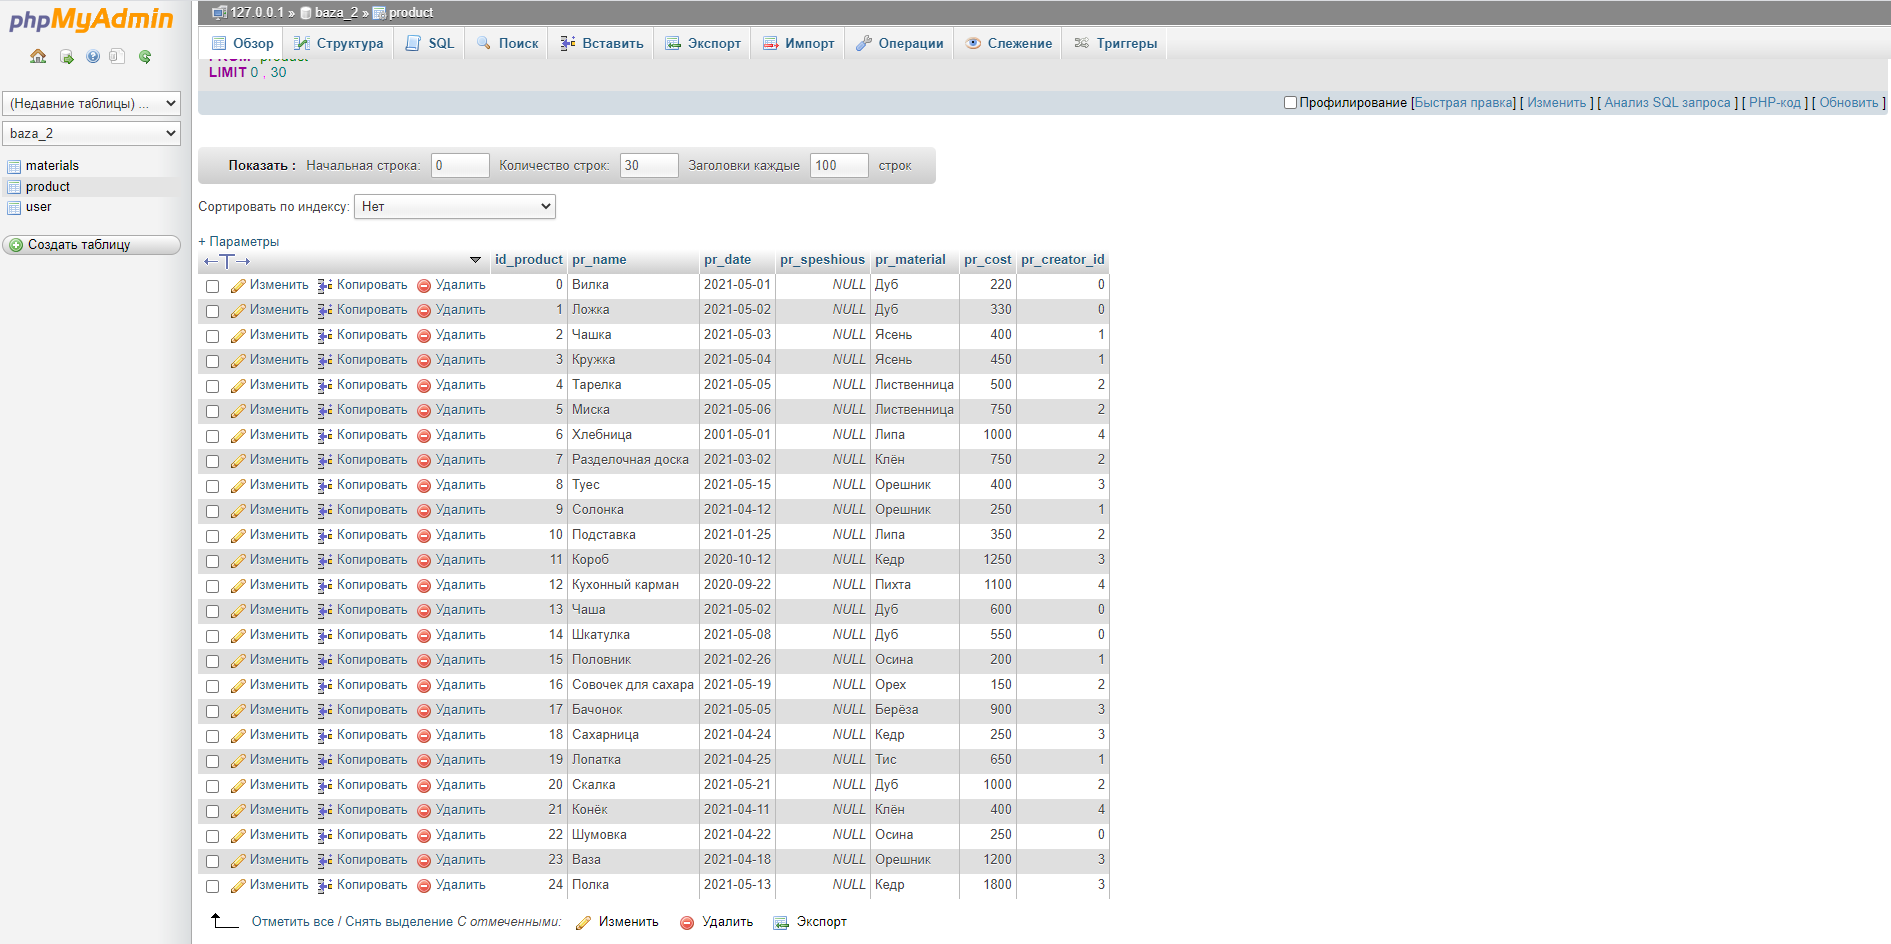 phpMyAdmin
(Недавние таблицы) ...
baza_2
materials
product
user
Создать таблицу
127.0.0.1 » baza_2 » product
Обзор Структура SQL Поиск Вставить Экспорт Импорт Операции Слежение Триггеры
LIMIT 0 , 30
Профилирование [Быстрая правка] [ Изменить ] [ Анализ SQL запроса ] [ PHP-код ] [ Обновить ]
Показать : Начальная строка: 0 Количество строк: 30 Заголовки каждые 100 строк
Сортировать по индексу: Нет
+ Параметры
←T→ id_product pr_name pr_date pr_speshious pr_material pr_cost pr_creator_id
Изменить Копировать Удалить 0 Вилка 2021-05-01 NULL Дуб 220 0
Изменить Копировать Удалить 1 Ложка 2021-05-02 NULL Дуб 330 0
Изменить Копировать Удалить 2 Чашка 2021-05-03 NULL Ясень 400 1
Изменить Копировать Удалить 3 Кружка 2021-05-04 NULL Ясень 450 1
Изменить Копировать Удалить 4 Тарелка 2021-05-05 NULL Лиственница 500 2
Изменить Копировать Удалить 5 Миска 2021-05-06 NULL Лиственница 750 2
Изменить Копировать Удалить 6 Хлебница 2001-05-01 NULL Липа 1000 4
Изменить Копировать Удалить 7 Разделочная доска 2021-03-02 NULL Клён 750 2
Изменить Копировать Удалить 8 Туес 2021-05-15 NULL Орешник 400 3
Изменить Копировать Удалить 9 Солонка 2021-04-12 NULL Орешник 250 1
Изменить Копировать Удалить 10 Подставка 2021-01-25 NULL Липа 350 2
Изменить Копировать Удалить 11 Короб 2020-10-12 NULL Кедр 1250 3
Изменить Копировать Удалить 12 Кухонный карман 2020-09-22 NULL Пихта 1100 4
Изменить Копировать Удалить 13 Чаша 2021-05-02 NULL Дуб 600 0
Изменить Копировать Удалить 14 Шкатулка 2021-05-08 NULL Дуб 550 0
Изменить Копировать Удалить 15 Половник 2021-02-26 NULL Осина 200 1
Изменить Копировать Удалить 16 Совочек для сахара 2021-05-19 NULL Орех 150 2
Изменить Копировать Удалить 17 Бачонок 2021-05-05 NULL Берёза 900 3
Изменить Копировать Удалить 18 Сахарница 2021-04-24 NULL Кедр 250 3
Изменить Копировать Удалить 19 Лопатка 2021-04-25 NULL Тис 650 1
Изменить Копировать Удалить 20 Скалка 2021-05-21 NULL Дуб 1000 2
Изменить Копировать Удалить 21 Конёк 2021-04-11 NULL Клён 400 4
Изменить Копировать Удалить 22 Шумовка 2021-04-22 NULL Осина 250 0
Изменить Копировать Удалить 23 Ваза 2021-04-18 NULL Орешник 1200 3
Изменить Копировать Удалить 24 Полка 2021-05-13 NULL Кедр 1800 3
Отметить все / Снять выделение С отмеченными: Изменить Удалить Экспорт